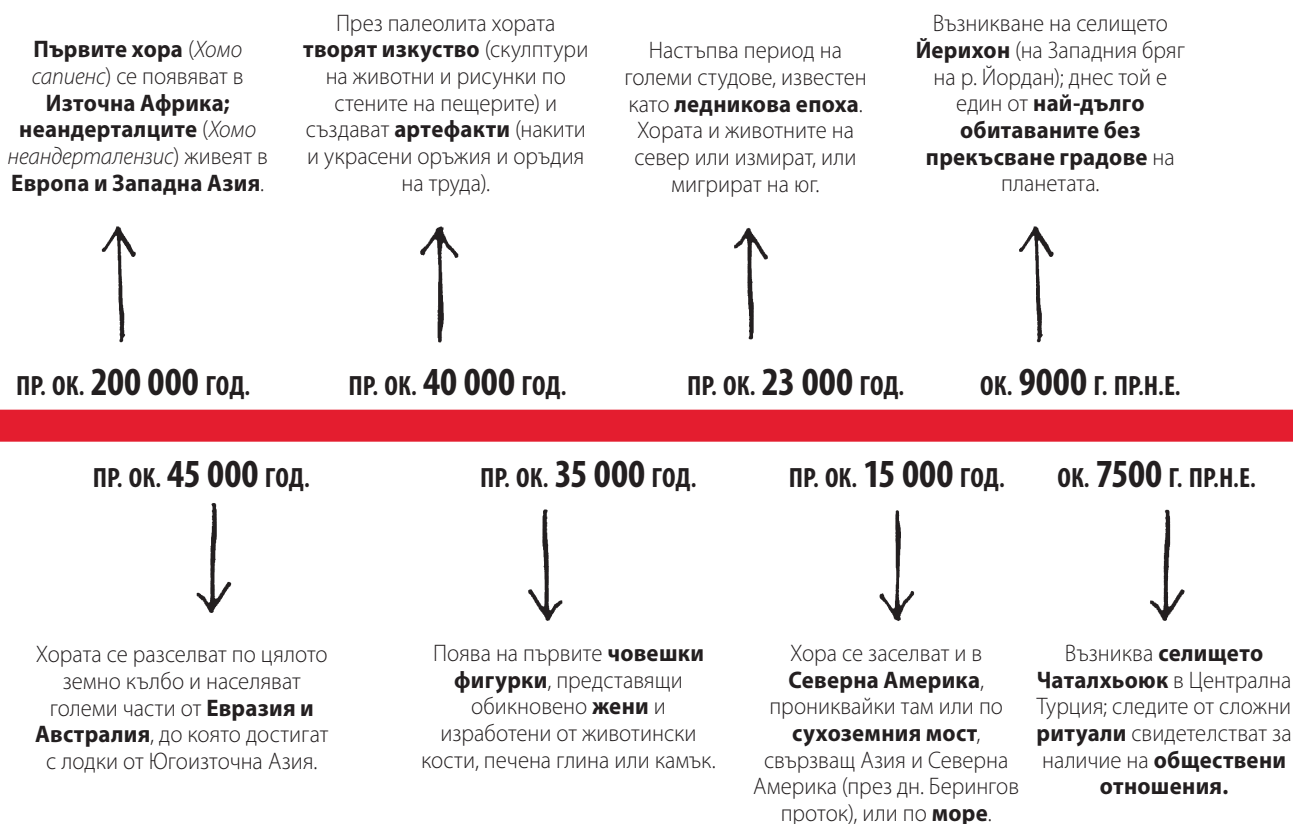 Първите хора (Хомо
сапиенс) се появяват в
Източна Африка;
неандерталците (Хомо
неандерталензис) живеят в
Европа и Западна Азия.
През палеолита хората
творят изкуство (скулптури
на животни и рисунки по
стените на пещерите) и
създават артефакти (накити
и украсени оръжия и оръдия
на труда).
Настъпва период на
големи студове, известен
като ледникова епоха.
Хората и животните на
север или измират, или
мигрират на юг.
Възникване на селището
Йерихон (на Западния бряг
на р. Йордан); днес той е
един от най-дълго
обитаваните без
прекъсване градове на
планетата.
ПР. ОК. 200 000 ГОД.
ПР. ОК. 40 000 ГОД.
ПР. ОК. 23 000 ГОД.
ОК. 9000 Г. ПР.Н.Е.
ПР. ОК. 45 000 ГОД.
ПР. ОК. 35 000 ГОД.
ПР. ОК. 15 000 ГОД.
ОК. 7500 Г. ПР.Н.Е.
Хората се разселват по цялото
земно кълбо и населяват
големи части от Евразия и
Австралия, до която достигат
с лодки от Югоизточна Азия.
Поява на първите човешки
фигурки, представящи
обикновено жени и
изработени от животински
кости, печена глина или камък.
Хора се заселват и в
Северна Америка,
прониквайки там или по
сухоземния мост,
свързващ Азия и Северна
Америка (през дн. Берингов
проток), или по море.
Възниква селището
Чаталхьоюк в Централна
Турция; следите от сложни
ритуали свидетелстват за
наличие на обществени
отношения.